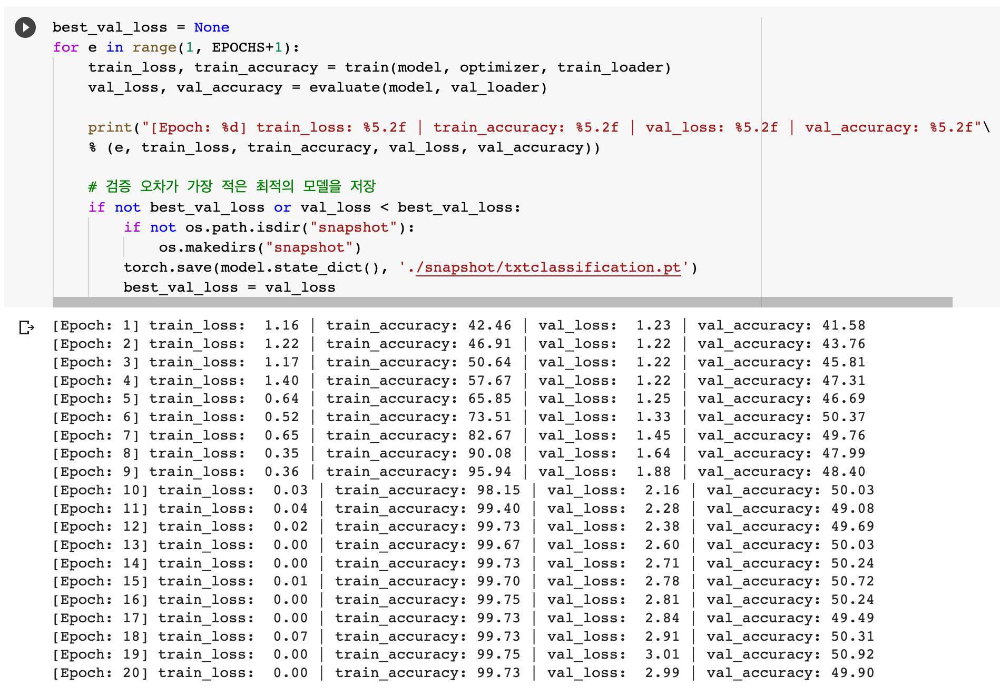 best_val_loss = None
for e in range(1, EPOCHS+1):
    train_loss, train_accuracy = train(model, optimizer, train_loader)
    val_loss, val_accuracy = evaluate(model, val_loader)

    print("[Epoch: %d] train_loss: %5.2f | train_accuracy: %5.2f | val_loss: %5.2f | val_accuracy: %5.2f"\
    % (e, train_loss, train_accuracy, val_loss, val_accuracy))

    # 검증 오차가 가장 적은 최적의 모델을 저장
    if not best_val_loss or val_loss < best_val_loss:
        if not os.path.isdir("snapshot"):
            os.makedirs("snapshot")
        torch.save(model.state_dict(), './snapshot/txtclassification.pt')
        best_val_loss = val_loss
[Epoch: 1] train_loss:  1.16 | train_accuracy: 42.46 | val_loss:  1.23 | val_accuracy: 41.58
[Epoch: 2] train_loss:  1.22 | train_accuracy: 46.91 | val_loss:  1.22 | val_accuracy: 43.76
[Epoch: 3] train_loss:  1.17 | train_accuracy: 50.64 | val_loss:  1.22 | val_accuracy: 45.81
[Epoch: 4] train_loss:  1.40 | train_accuracy: 57.67 | val_loss:  1.22 | val_accuracy: 47.31
[Epoch: 5] train_loss:  0.64 | train_accuracy: 65.85 | val_loss:  1.25 | val_accuracy: 46.69
[Epoch: 6] train_loss:  0.52 | train_accuracy: 73.51 | val_loss:  1.33 | val_accuracy: 50.37
[Epoch: 7] train_loss:  0.65 | train_accuracy: 82.67 | val_loss:  1.45 | val_accuracy: 49.76
[Epoch: 8] train_loss:  0.35 | train_accuracy: 90.08 | val_loss:  1.64 | val_accuracy: 47.99
[Epoch: 9] train_loss:  0.36 | train_accuracy: 95.94 | val_loss:  1.88 | val_accuracy: 48.40
[Epoch: 10] train_loss:  0.03 | train_accuracy: 98.15 | val_loss:  2.16 | val_accuracy: 50.03
[Epoch: 11] train_loss:  0.04 | train_accuracy: 99.40 | val_loss:  2.28 | val_accuracy: 49.08
[Epoch: 12] train_loss:  0.02 | train_accuracy: 99.73 | val_loss:  2.38 | val_accuracy: 49.69
[Epoch: 13] train_loss:  0.00 | train_accuracy: 99.67 | val_loss:  2.60 | val_accuracy: 50.03
[Epoch: 14] train_loss:  0.00 | train_accuracy: 99.73 | val_loss:  2.71 | val_accuracy: 50.24
[Epoch: 15] train_loss:  0.01 | train_accuracy: 99.70 | val_loss:  2.78 | val_accuracy: 50.72
[Epoch: 16] train_loss:  0.00 | train_accuracy: 99.75 | val_loss:  2.81 | val_accuracy: 50.24
[Epoch: 17] train_loss:  0.00 | train_accuracy: 99.73 | val_loss:  2.84 | val_accuracy: 49.49
[Epoch: 18] train_loss:  0.07 | train_accuracy: 99.73 | val_loss:  2.91 | val_accuracy: 50.31
[Epoch: 19] train_loss:  0.00 | train_accuracy: 99.75 | val_loss:  3.01 | val_accuracy: 50.92
[Epoch: 20] train_loss:  0.00 | train_accuracy: 99.73 | val_loss:  2.99 | val_accuracy: 49.90